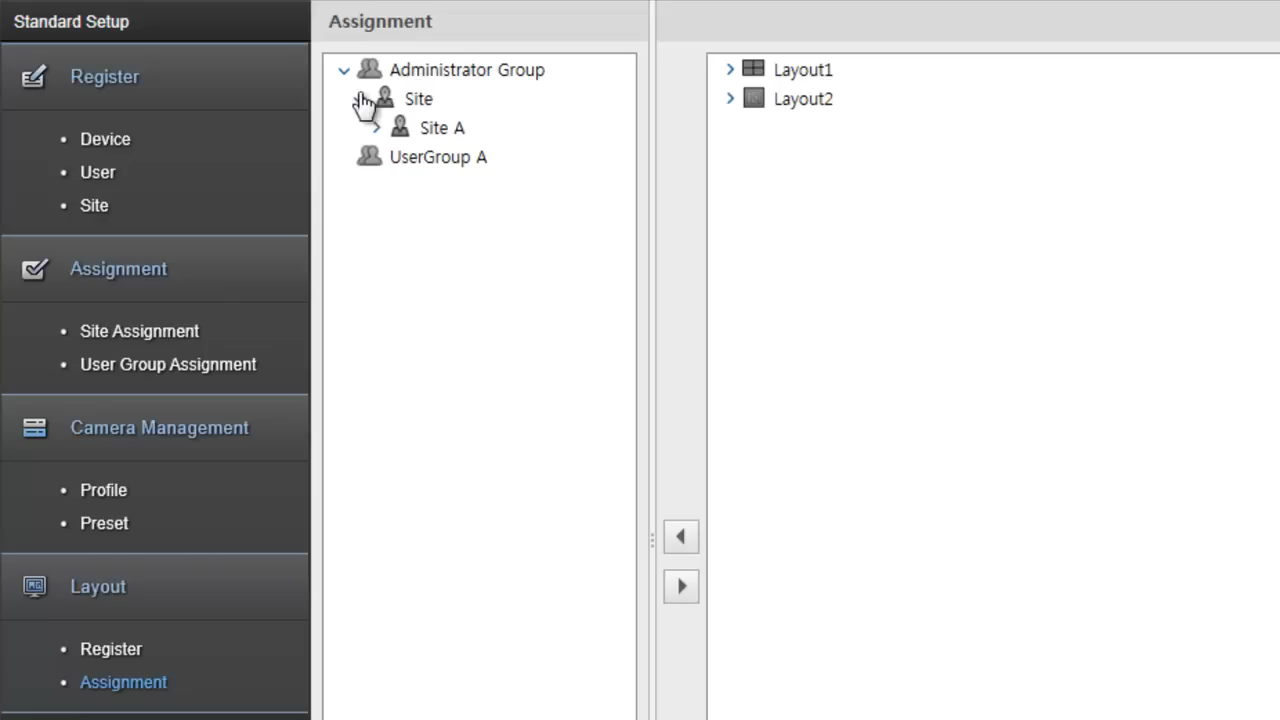 Standard Setup
Register
Device
User
Site
Assignment
Site Assignment
User Group Assignment
Camera Management
Profile
Preset
Layout
Register
Assignment
Assignment
Administrator Group
Site
Site A
UserGroup A
Layout1
Layout2